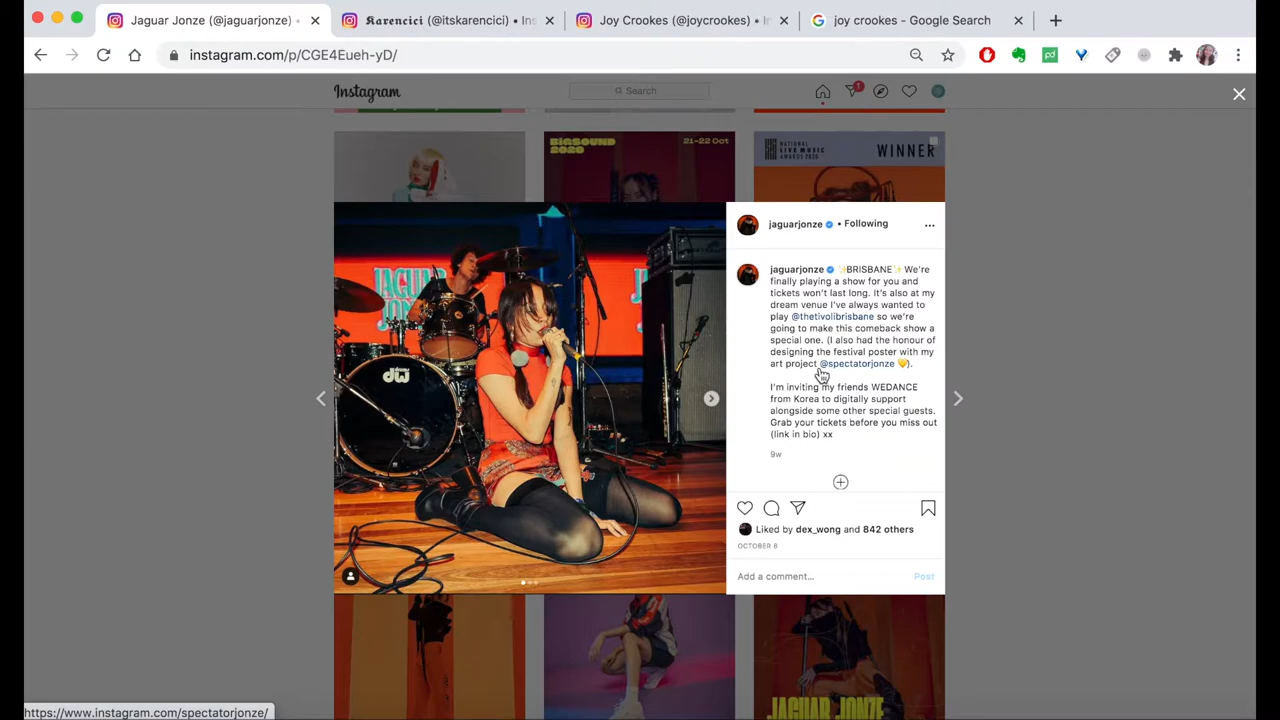 Jaguar Jonze (@jaguarjonze) •
𝕶𝖆𝖗𝖊𝖓𝖈𝖎𝖈𝖎 (@itskarencici) • Ins
Joy Crookes (@joycrookes) • In
joy crookes - Google Search
instagram.com/p/CGE4Eueh-yD/
pd
Instagram
Search
1
BIGSOUND
2020
21-22 Oct
NATIONAL
LIVE MUSIC
AWARDS 2020
WINNER
JAGUAR
JONZE
dw
jaguarjonze • Following
jaguarjonze ✨BRISBANE✨ We're
finally playing a show for you and
tickets won't last long. It's also at my
dream venue I've always wanted to
play @thetivolibrisbane so we're
going to make this comeback show a
special one. (I also had the honour of
designing the festival poster with my
art project @spectatorjonze 💛).
I'm inviting my friends WEDANCE
from Korea to digitally support
alongside some other special guests.
Grab your tickets before you miss out
(link in bio) xx
9w
Liked by dex_wong and 842 others
OCTOBER 8
Add a comment...
Post
JAGUAR JONZE
https://www.instagram.com/spectatorjonze/